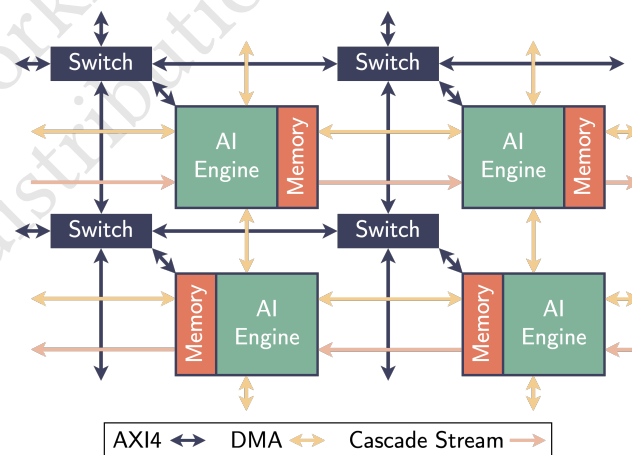 Switch
Switch
AI
Engine
Memory
AI
Engine
Memory
Switch
Switch
Memory
AI
Engine
Memory
AI
Engine
AXI4
DMA
Cascade Stream